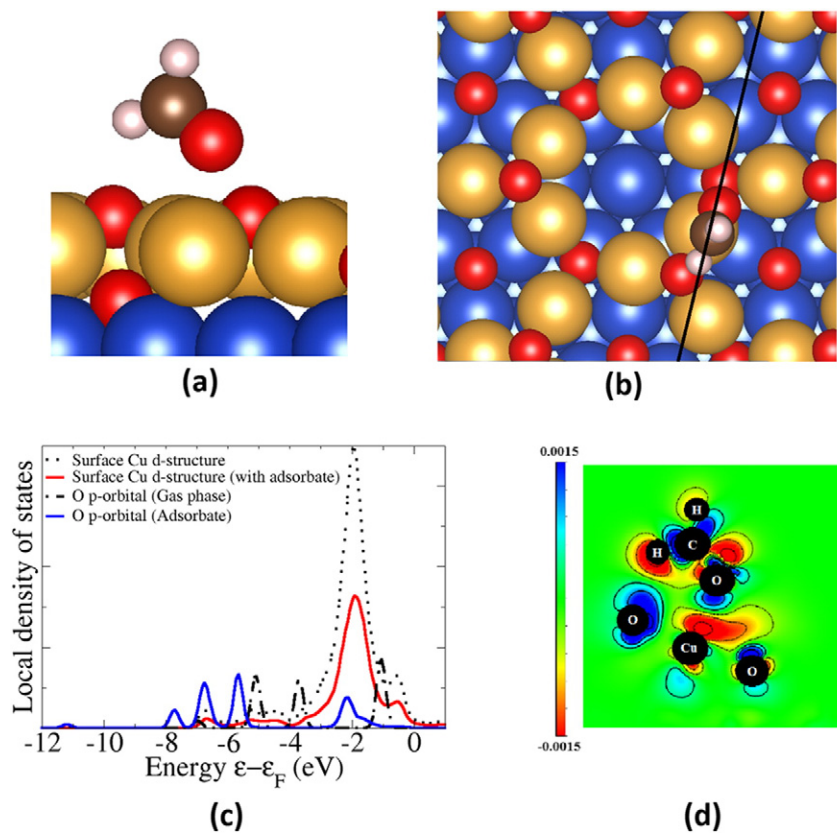 (a)
(b)
Local density of states
Surface Cu d-structure
Surface Cu d-structure (with adsorbate)
O p-orbital (Gas phase)
O p-orbital (Adsorbate)
-12 -10 -8 -6 -4 -2 0
Energy ε−εF (eV)
(c)
0.0015
-0.0015
H
C
H
O
O
Cu
O
(d)